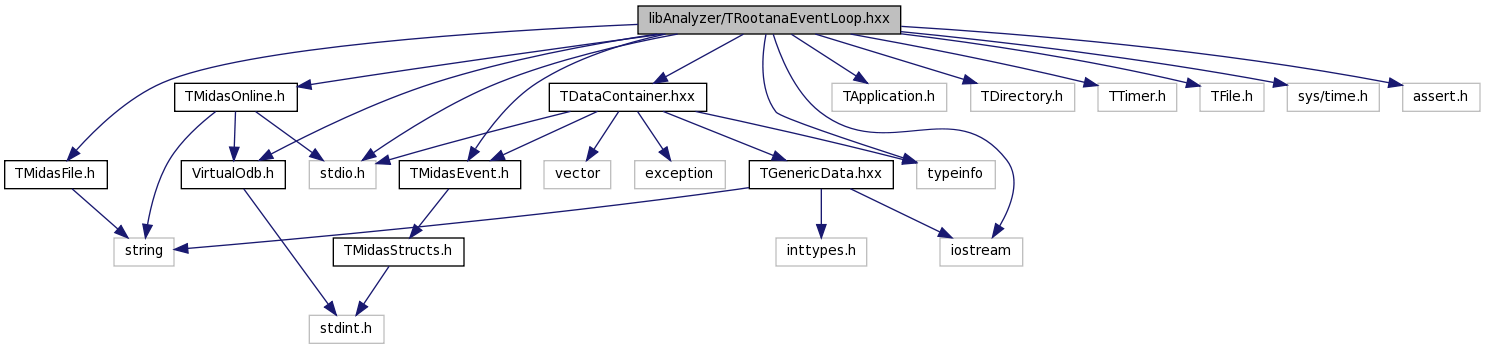 libAnalyzer/TRootanaEventLoop.hxx
TMidasOnline.h
TDataContainer.hxx
TApplication.h
TDirectory.h
TTimer.h
TFile.h
sys/time.h
assert.h
TMidasFile.h
VirtualOdb.h
stdio.h
TMidasEvent.h
vector
exception
TGenericData.hxx
typeinfo
string
TMidasStructs.h
inttypes.h
iostream
stdint.h